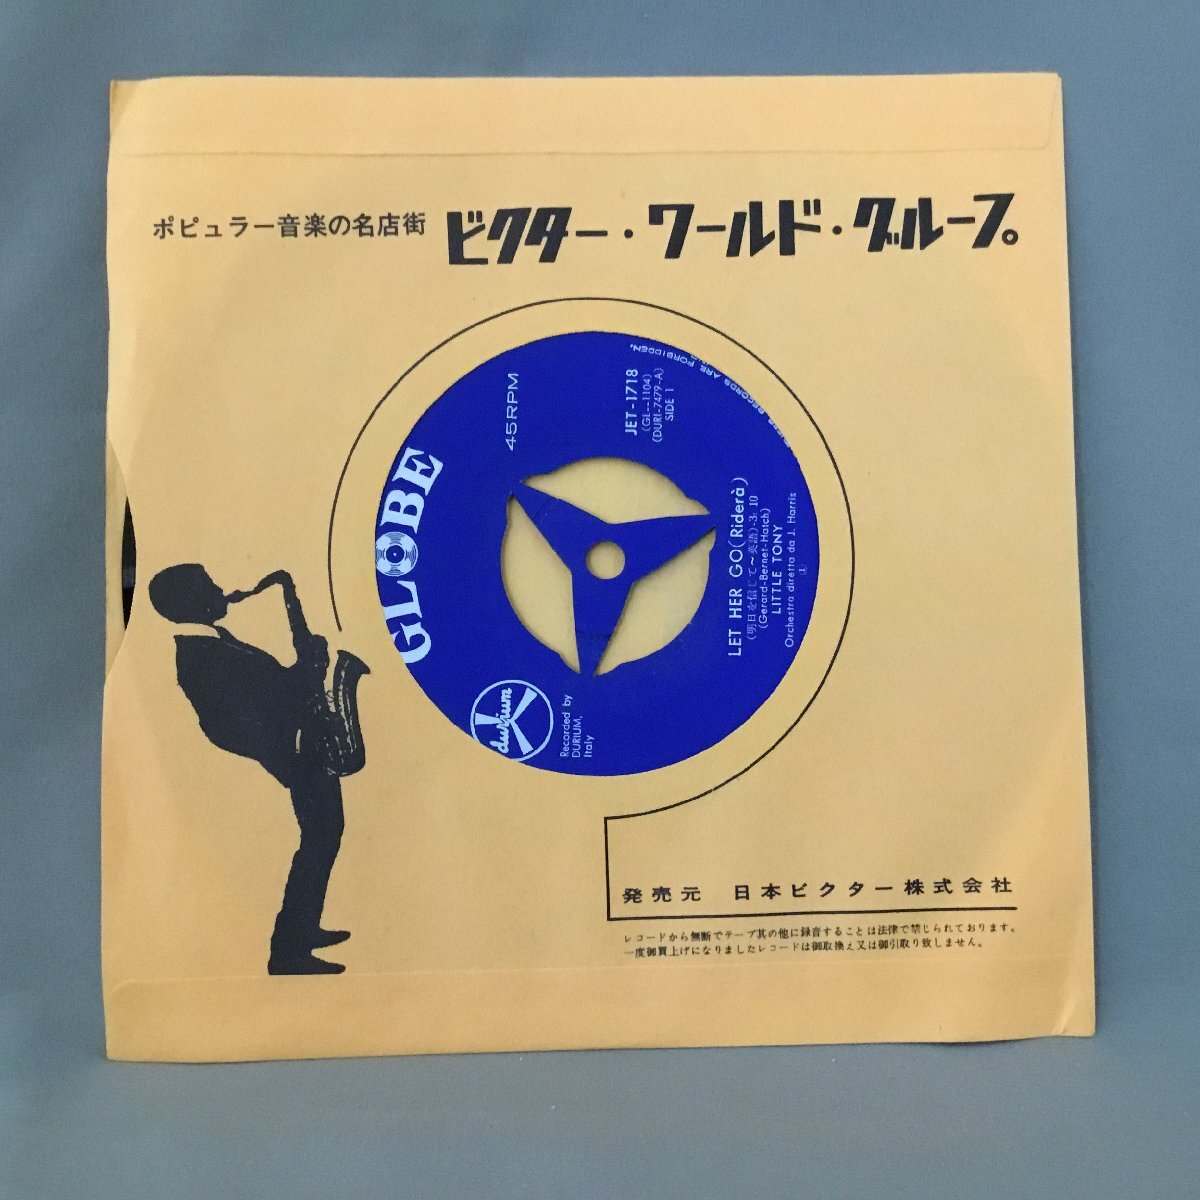 ポピュラー音楽の名店街 ビクター・ワールド・グループ。
GLOBE
45RPM
JET-1718
(GL-1104)
(DURI-7479-A)
SIDE 1
RECORDS ARE FORBIDDEN.
LET HER GO(Riderà)
(明日を信じて～英語)-3:10
(Gerard-Bernet-Hatch)
LITTLE TONY
Orchestra diretta da J. Harris
durium
Recorded by
DURIUM,
Italy
発売元 日本ビクター株式会社
レコードから無断でテープ其の他に録音することは法律で禁じられております。
一度御買上げになりましたレコードは御取換え又は御引取り致しません。